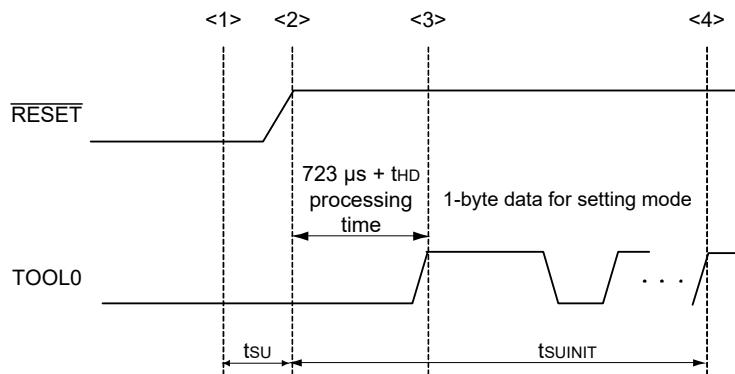 <1> <2> <3> <4>
RESET
723 µs + tHD
processing
time
1-byte data for setting mode
TOOL0
. . .
tSU
tSUINIT